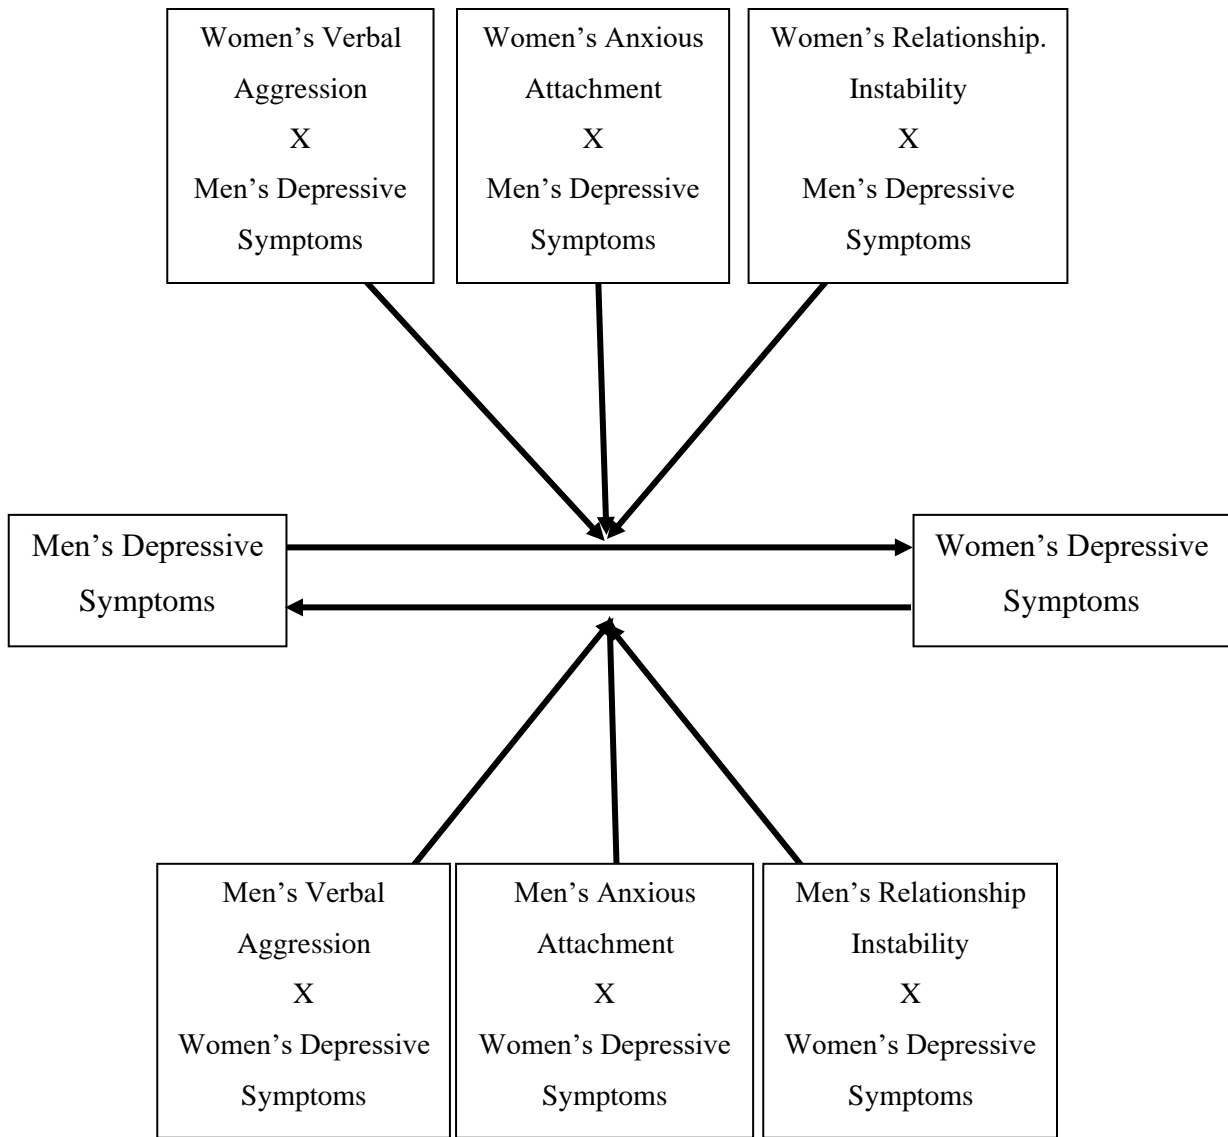 Women’s Verbal
Aggression
X
Men’s Depressive
Symptoms
Women’s Anxious
Attachment
X
Men’s Depressive
Symptoms
Women’s Relationship.
Instability
X
Men’s Depressive
Symptoms
Men’s Depressive
Symptoms
Women’s Depressive
Symptoms
Men’s Verbal
Aggression
X
Women’s Depressive
Symptoms
Men’s Anxious
Attachment
X
Women’s Depressive
Symptoms
Men’s Relationship
Instability
X
Women’s Depressive
Symptoms